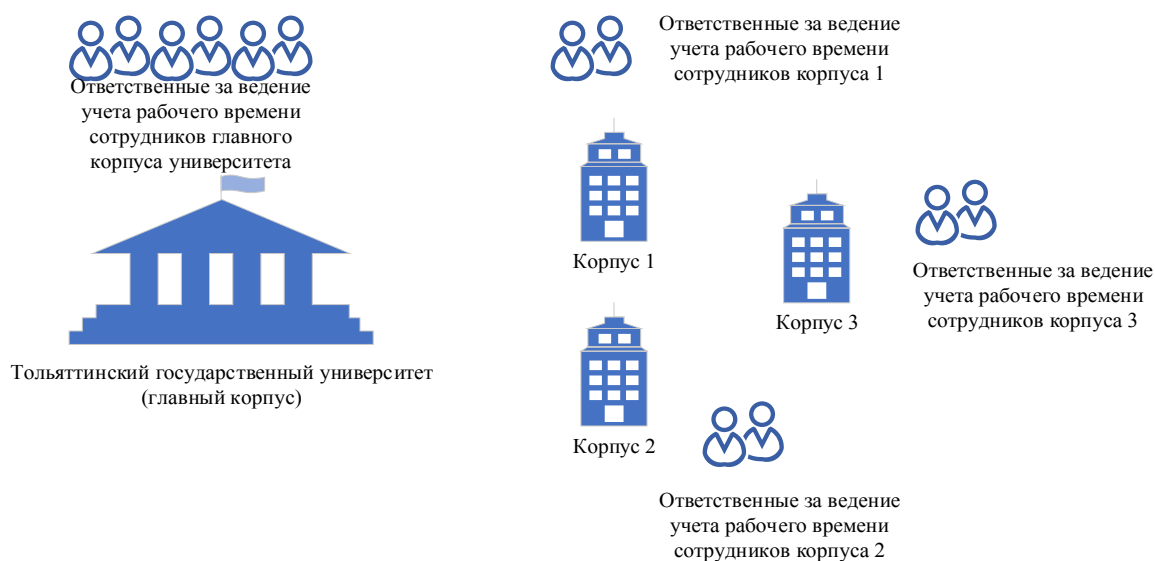 Ответственные за ведение
учета рабочего времени
сотрудников главного
корпуса университета
Тольяттинский государственный университет
(главный корпус)
Ответственные за ведение
учета рабочего времени
сотрудников корпуса 1
Корпус 1
Корпус 3
Ответственные за ведение
учета рабочего времени
сотрудников корпуса 3
Корпус 2
Ответственные за ведение
учета рабочего времени
сотрудников корпуса 2